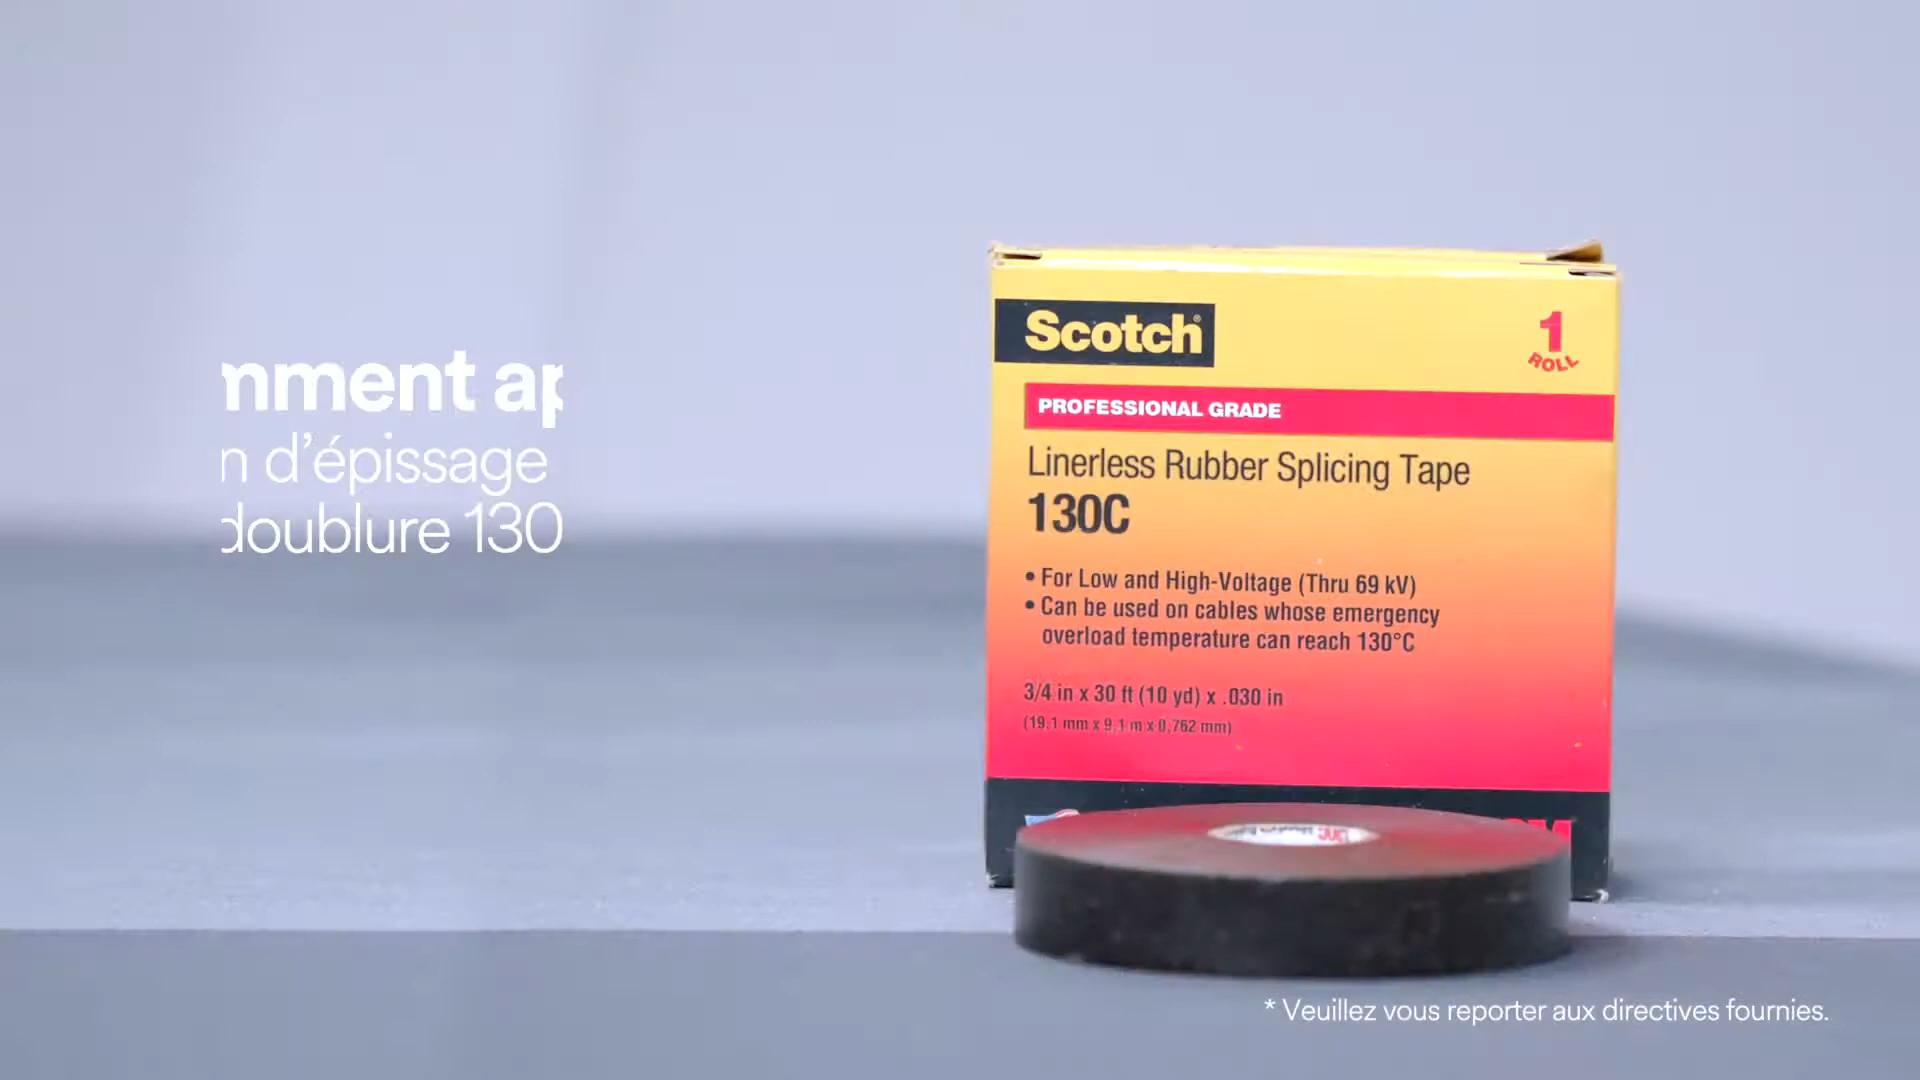 mment ap
n d'épissage
doublure 130
Scotch
1
ROLL
PROFESSIONAL GRADE
Linerless Rubber Splicing Tape
130C
• For Low and High-Voltage (Thru 69 kV)
• Can be used on cables whose emergency
overload temperature can reach 130°C
3/4 in x 30 ft (10 yd) x .030 in
(19,1 mm x 9,1 m x 0,762 mm)
* Veuillez vous reporter aux directives fournies.